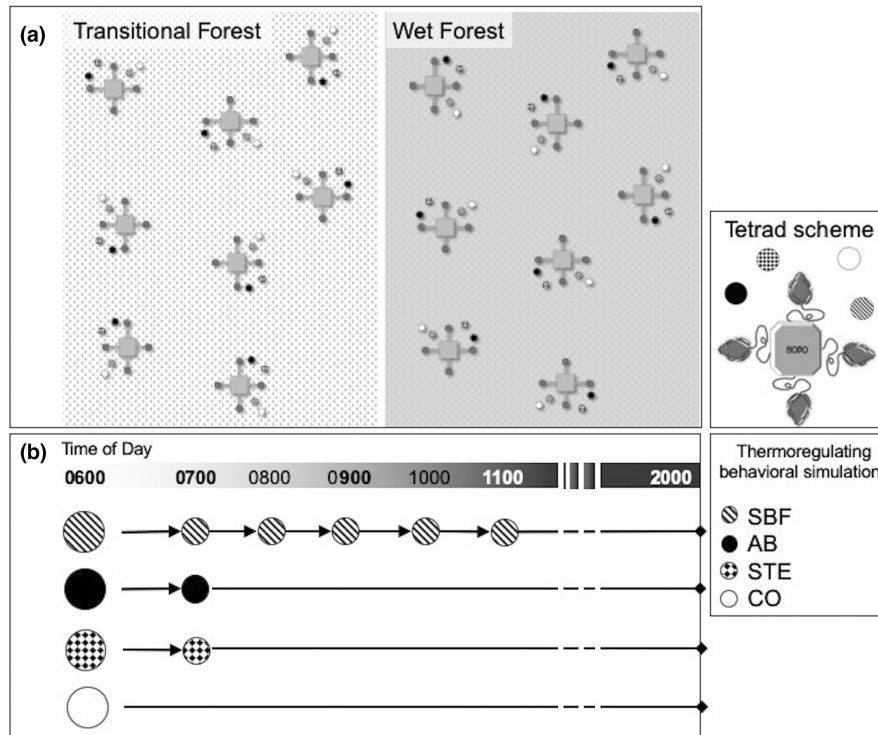 (a)
Transitional Forest
Wet Forest
Tetrad scheme
HOBO
(b)
Time of Day
0600 0700 0800 0900 1000 1100 2000
Thermoregulating
behavioral simulation
SBF
AB
STE
CO